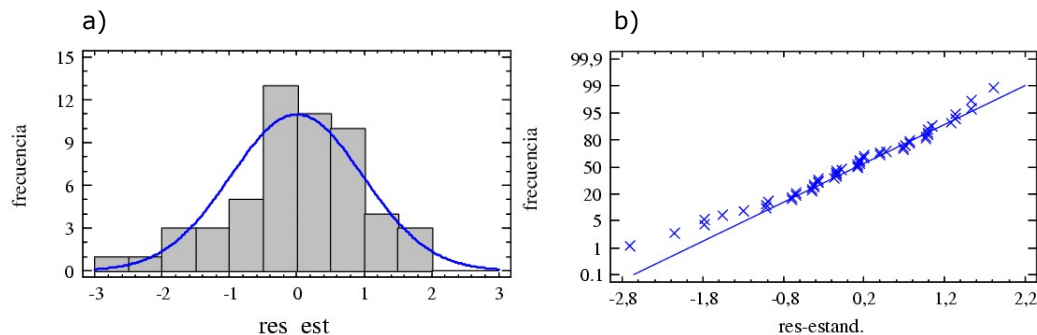 a)
15
12
9
6
3
0
frecuencia
-3 -2 -1 0 1 2 3
res est
b)
99,9
99
95
80
50
20
5
1
0.1
frecuencia
-2,8 -1,8 -0,8 0,2 1,2 2,2
res-estand.